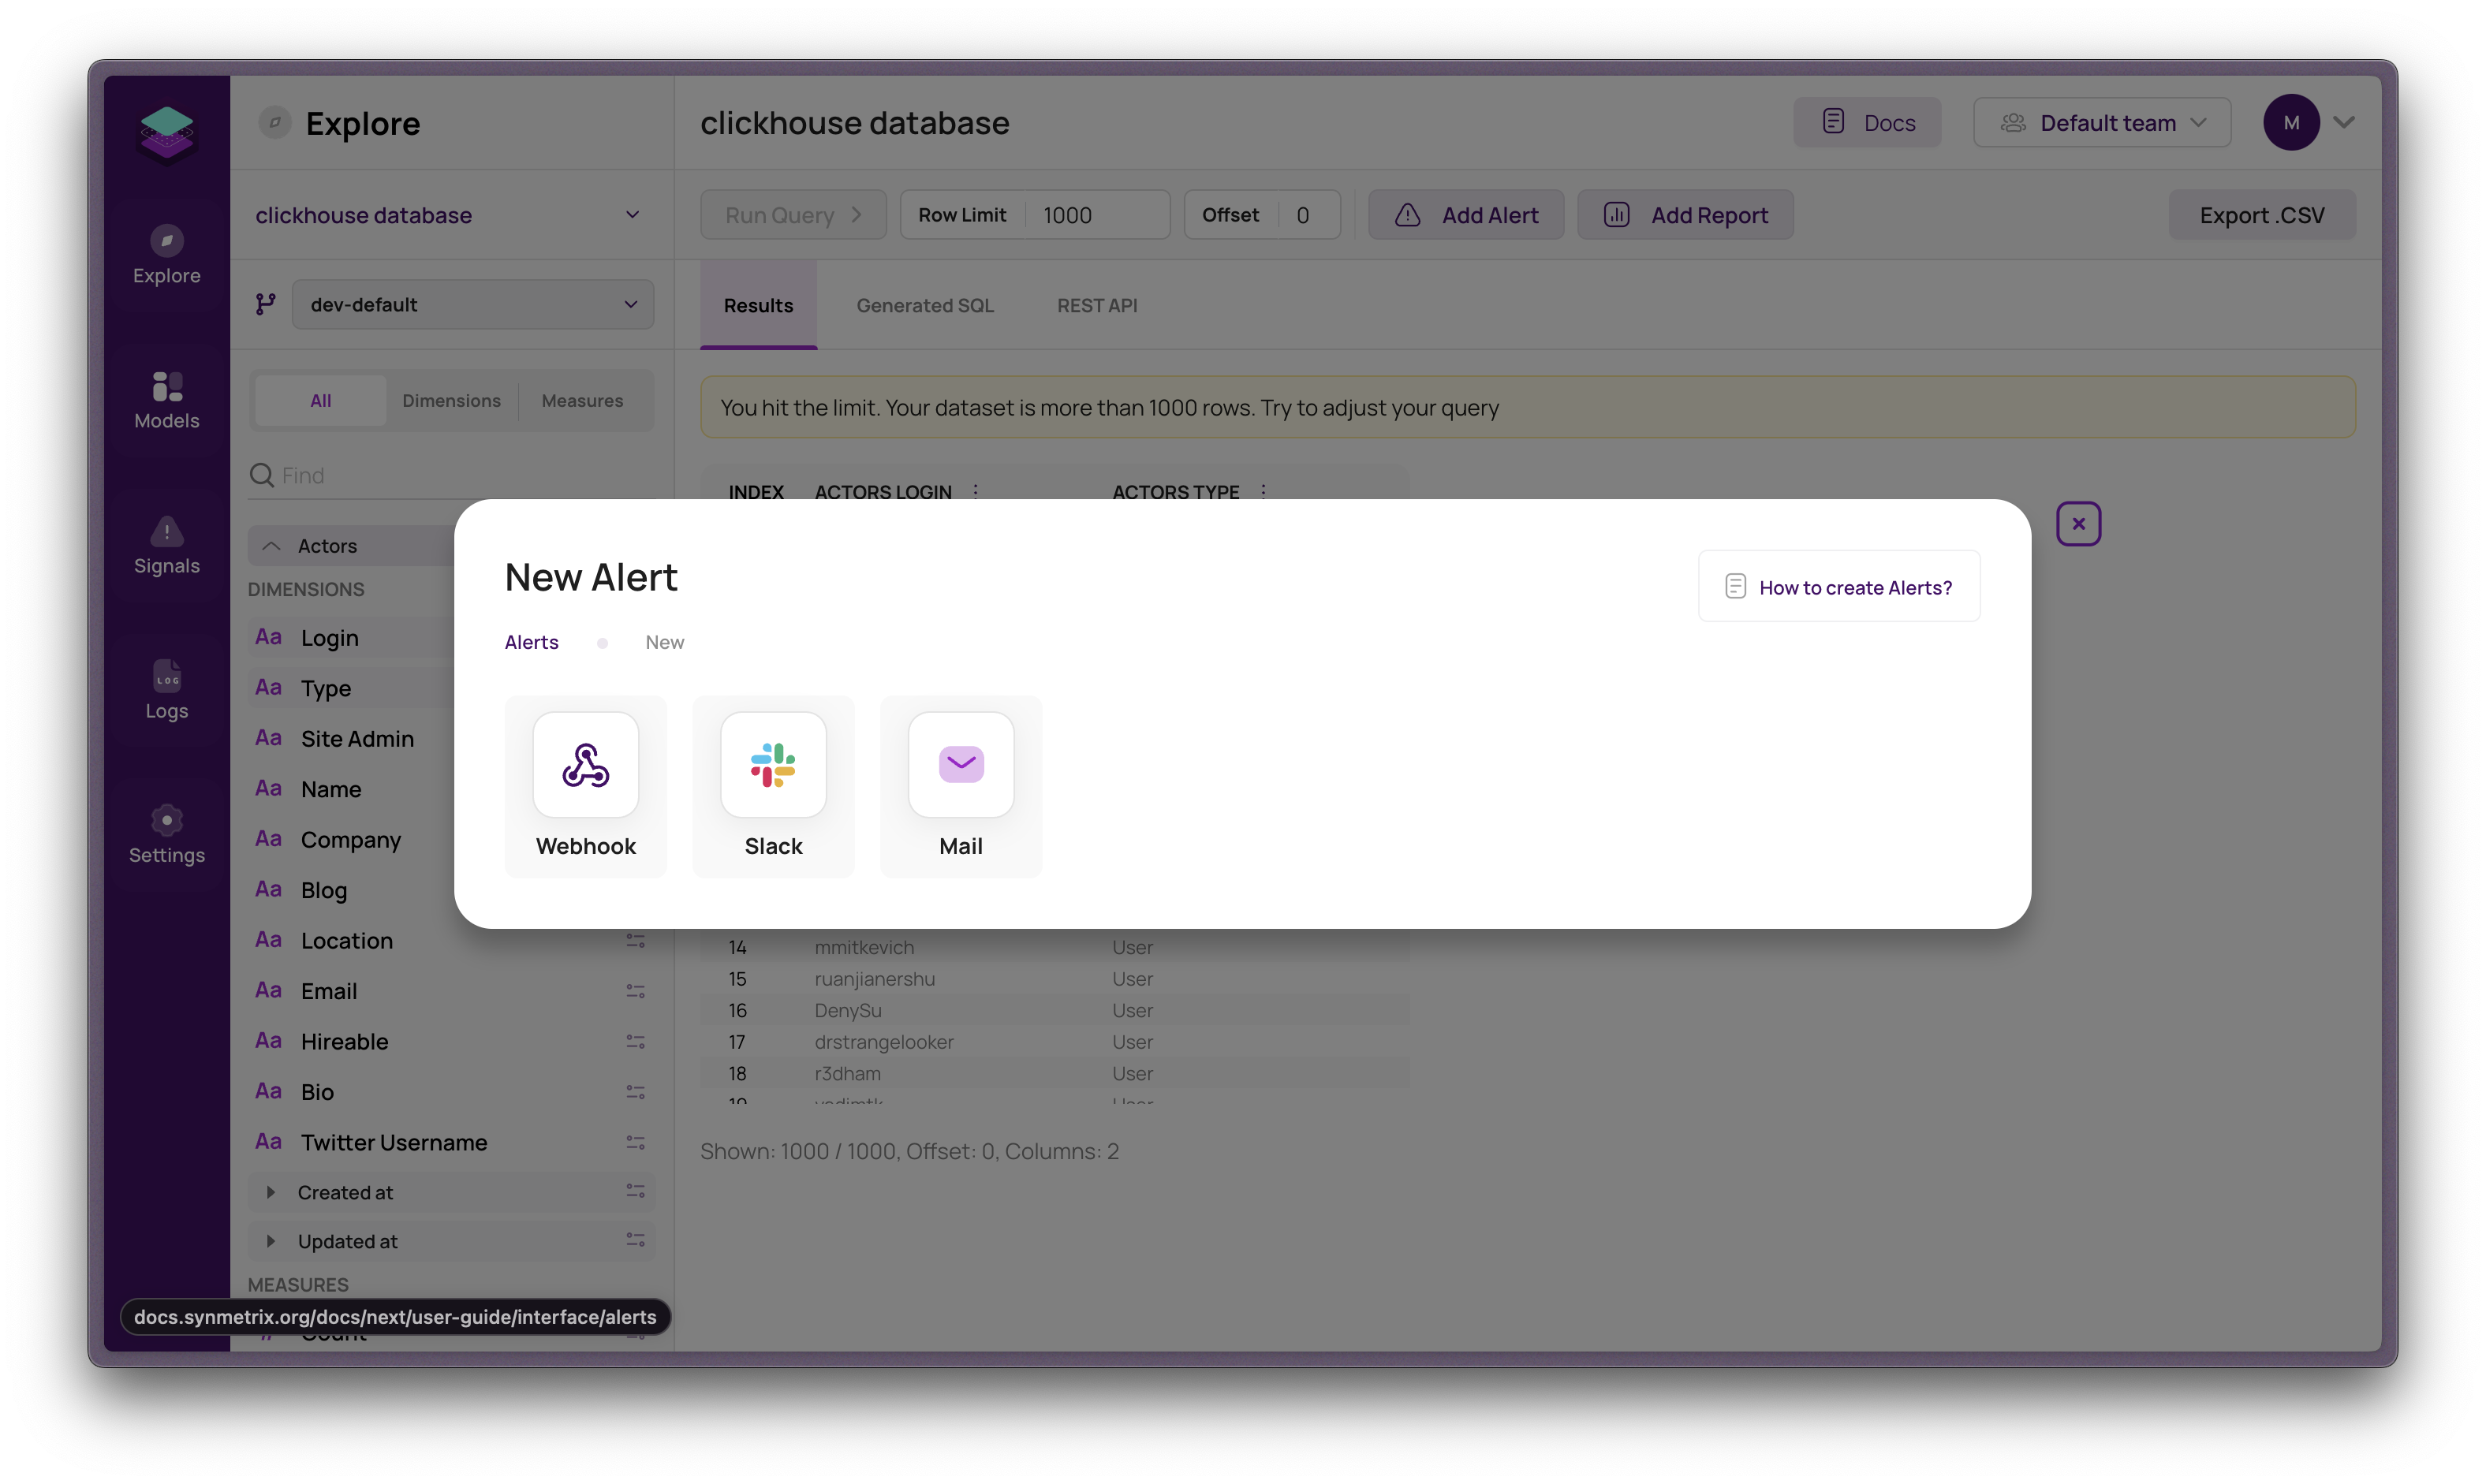 Explore
clickhouse database
Docs
Default team
M
clickhouse database
Run Query
Row Limit
1000
Offset
0
Add Alert
Add Report
Export .CSV
Explore
Models
Signals
LOG
Logs
Settings
dev-default
Results
Generated SQL
REST API
All
Dimensions
Measures
You hit the limit. Your dataset is more than 1000 rows. Try to adjust your query
Find
INDEX
ACTORS LOGIN
ACTORS TYPE
Actors
DIMENSIONS
Aa Login
Aa Type
Aa Site Admin
Aa Name
Aa Company
Aa Blog
Aa Location
Aa Email
Aa Hireable
Aa Bio
Aa Twitter Username
Created at
Updated at
MEASURES
Count
New Alert
How to create Alerts?
Alerts
New
Webhook
Slack
Mail
14 mmitkevich User
15 ruanjianershu User
16 DenySu User
17 drstrangelooker User
18 r3dham User
19 User
Shown: 1000 / 1000, Offset: 0, Columns: 2
docs.synmetrix.org/docs/next/user-guide/interface/alerts